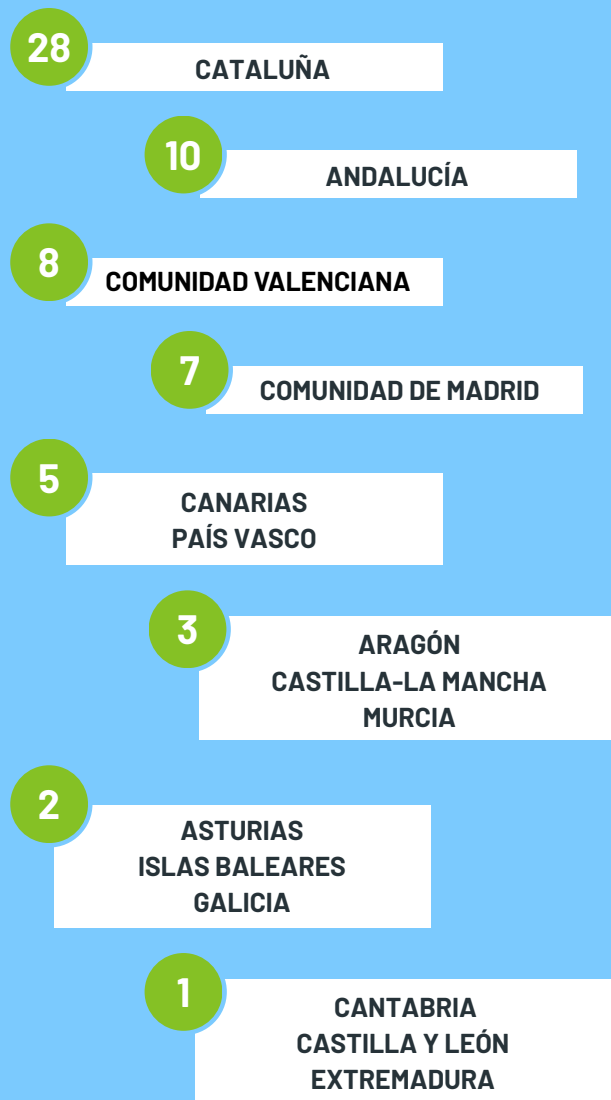 28
CATALUÑA
10
ANDALUCÍA
8
COMUNIDAD VALENCIANA
7
COMUNIDAD DE MADRID
5
CANARIAS
PAÍS VASCO
3
ARAGÓN
CASTILLA-LA MANCHA
MURCIA
2
ASTURIAS
ISLAS BALEARES
GALICIA
1
CANTABRIA
CASTILLA Y LEÓN
EXTREMADURA